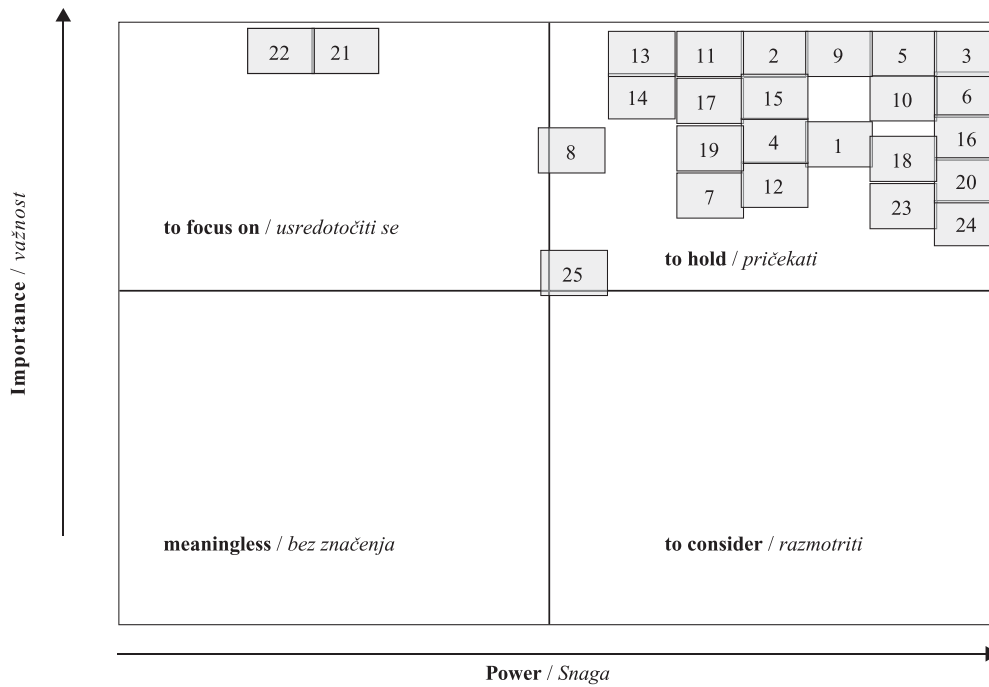 22 21 13 11 2 9 5 3
14 17 15 10 6
8 19 4 1 18 16
7 12 23 20
24
to focus on / usredotočiti se
to hold / pričekati
25
Importance / važnost
meaningless / bez značenja
to consider / razmotriti
Power / Snaga